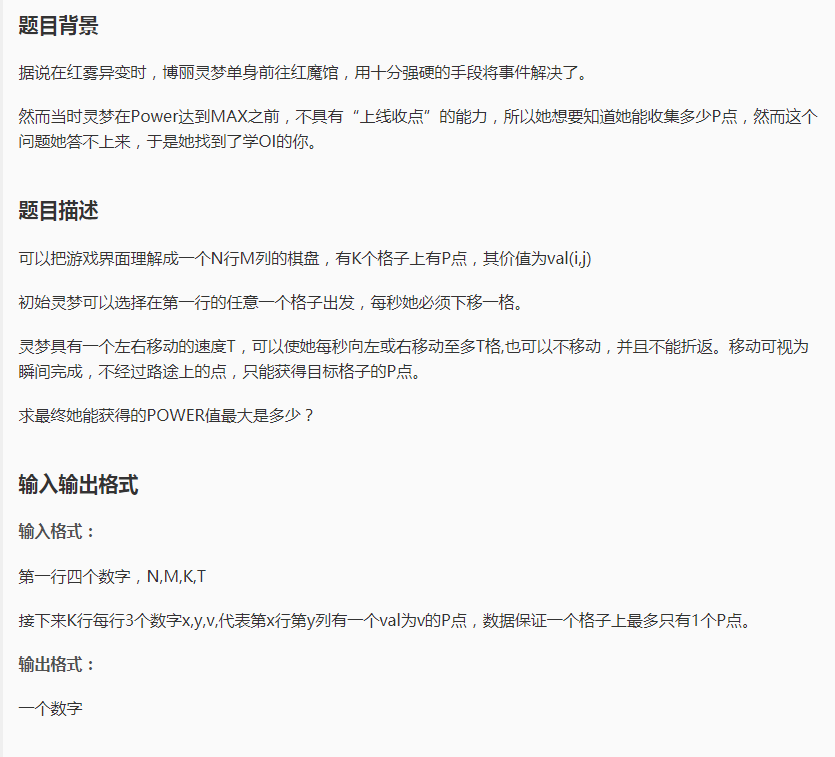 题目背景
据说在红雾异变时，博丽灵梦单身前往红魔馆，用十分强硬的手段将事件解决了。
然而当时灵梦在Power达到MAX之前，不具有“上线收点”的能力，所以她想要知道她能收集多少P点，然而这个
问题她答不上来，于是她找到了学OI的你。
题目描述
可以把游戏界面理解成一个N行M列的棋盘，有K个格子上有P点，其价值为val(i,j)
初始灵梦可以选择在第一行的任意一个格子出发，每秒她必须下移一格。
灵梦具有一个左右移动的速度T，可以使她每秒向左或右移动至多T格,也可以不移动，并且不能折返。移动可视为
瞬间完成，不经过路途上的点，只能获得目标格子的P点。
求最终她能获得的POWER值最大是多少？
输入输出格式
输入格式：
第一行四个数字，N,M,K,T
接下来K行每行3个数字x,y,v,代表第x行第y列有一个val为v的P点，数据保证一个格子上最多只有1个P点。
输出格式：
一个数字